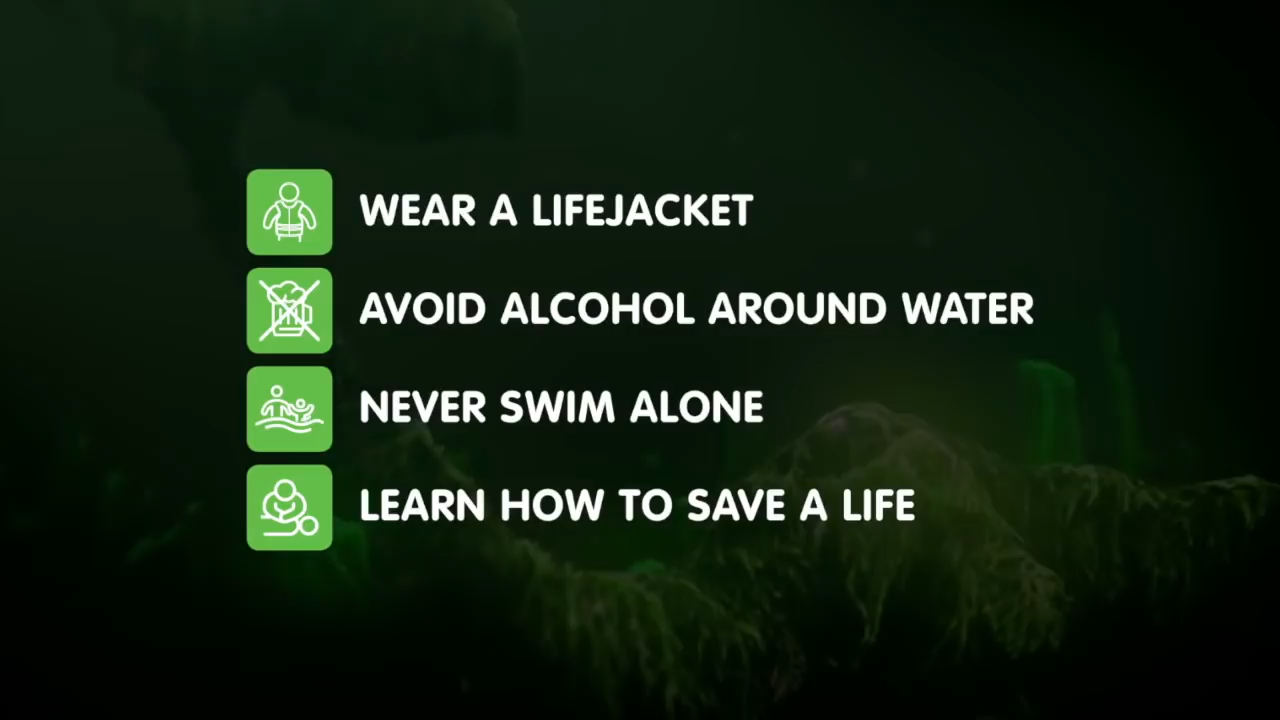 WEAR A LIFEJACKET
AVOID ALCOHOL AROUND WATER
NEVER SWIM ALONE
LEARN HOW TO SAVE A LIFE